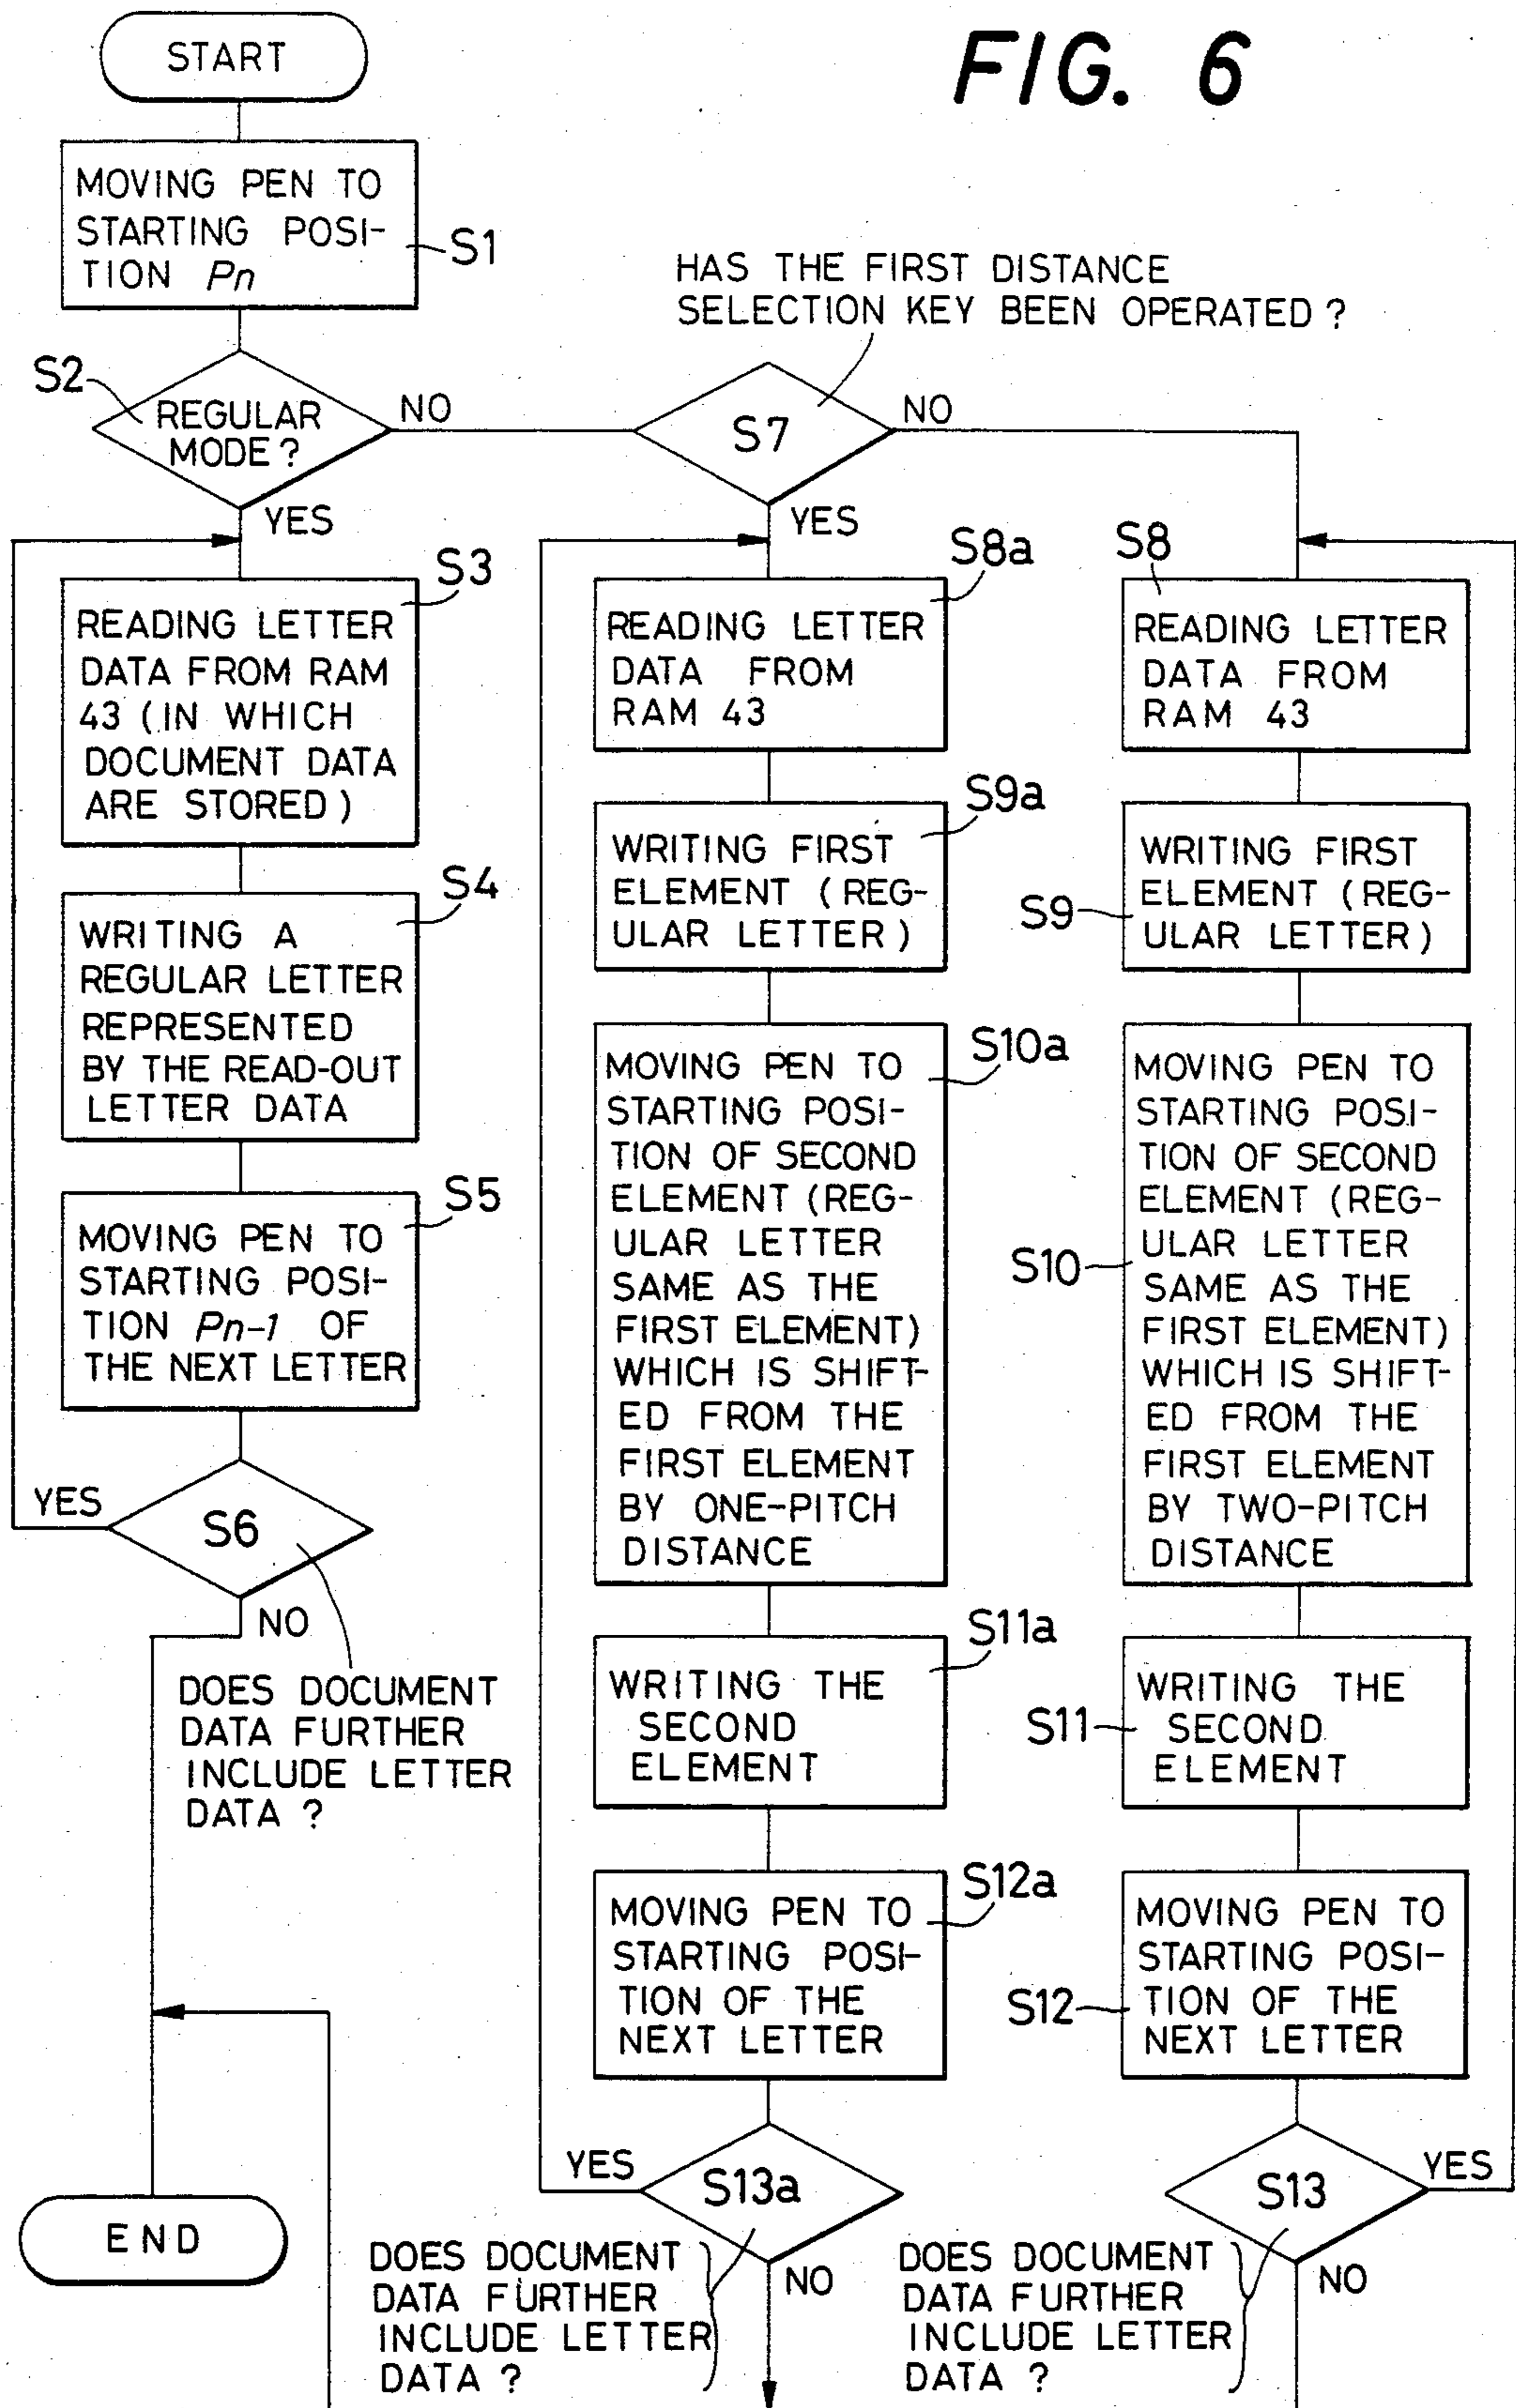 FIG. 6
START
MOVING PEN TO
STARTING POSI-
TION Pn
S1
S2
REGULAR
MODE?
NO
YES
S3
READING LETTER
DATA FROM RAM
43 (IN WHICH
DOCUMENT DATA
ARE STORED)
S4
WRITING A
REGULAR LETTER
REPRESENTED
BY THE READ-OUT
LETTER DATA
S5
MOVING PEN TO
STARTING POSI-
TION Pn-1 OF
THE NEXT LETTER
YES
S6
NO
DOES DOCUMENT
DATA FURTHER
INCLUDE LETTER
DATA ?
END
HAS THE FIRST DISTANCE
SELECTION KEY BEEN OPERATED ?
S7
NO
YES
S8a
READING LETTER
DATA FROM
RAM 43
S9a
WRITING FIRST
ELEMENT (REG-
ULAR LETTER)
S10a
MOVING PEN TO
STARTING POSI-
TION OF SECOND
ELEMENT (REG-
ULAR LETTER
SAME AS THE
FIRST ELEMENT)
WHICH IS SHIFT-
ED FROM THE
FIRST ELEMENT
BY ONE-PITCH
DISTANCE
S11a
WRITING THE
SECOND
ELEMENT
S12a
MOVING PEN TO
STARTING POSI-
TION OF THE
NEXT LETTER
YES
S13a
NO
DOES DOCUMENT
DATA FURTHER
INCLUDE LETTER
DATA ?
S8
READING LETTER
DATA FROM
RAM 43
S9
WRITING FIRST
ELEMENT (REG-
ULAR LETTER)
S10
MOVING PEN TO
STARTING POSI-
TION OF SECOND
ELEMENT (REG-
ULAR LETTER
SAME AS THE
FIRST ELEMENT)
WHICH IS SHIFT-
ED FROM THE
FIRST ELEMENT
BY TWO-PITCH
DISTANCE
S11
WRITING THE
SECOND
ELEMENT
S12
MOVING PEN TO
STARTING POSI-
TION OF THE
NEXT LETTER
S13
YES
NO
DOES DOCUMENT
DATA FURTHER
INCLUDE LETTER
DATA ?